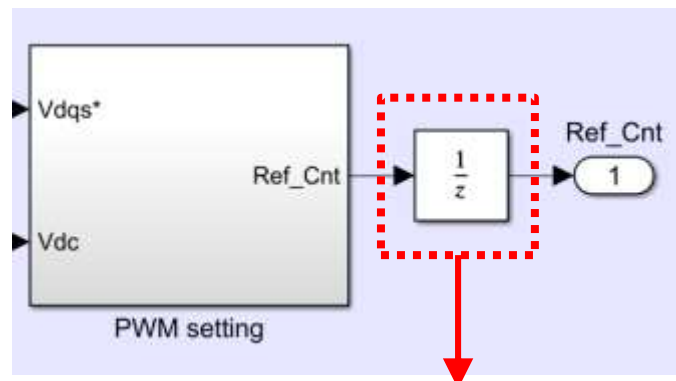 Vdqs*
Ref_Cnt
Vdc
PWM setting
1
z
Ref_Cnt
1